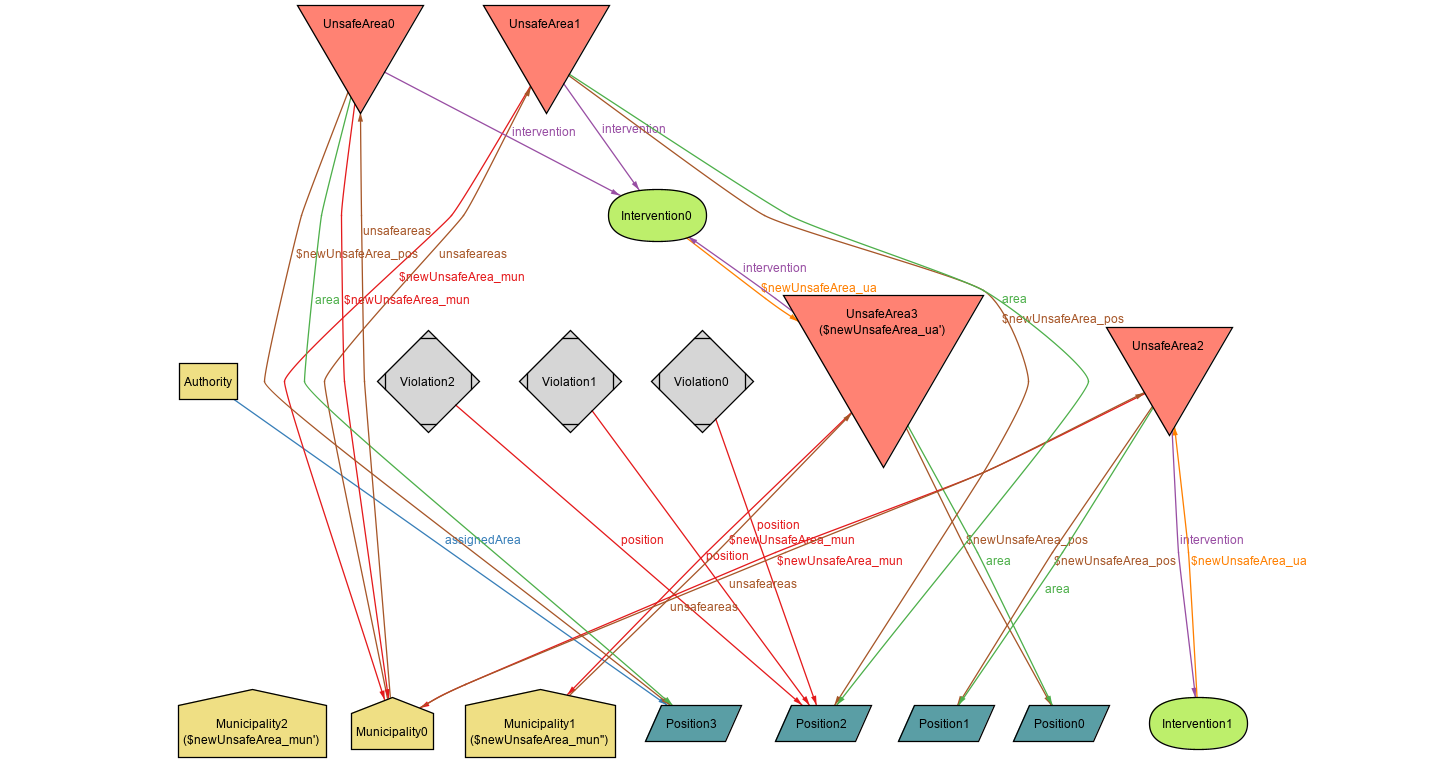 UnsafeArea0
UnsafeArea1
intervention
intervention
Intervention0
unsafeareas
$newUnsafeArea_pos
unsafeareas
intervention
$newUnsafeArea_mun
$newUnsafeArea_ua
area
$newUnsafeArea_mun
area
$newUnsafeArea_pos
UnsafeArea3
($newUnsafeArea_ua')
UnsafeArea2
Authority
Violation2
Violation1
Violation0
position
assignedArea
position
$newUnsafeArea_mun
$newUnsafeArea_pos
intervention
position
$newUnsafeArea_mun
area
$newUnsafeArea_pos
$newUnsafeArea_ua
unsafeareas
area
unsafeareas
Municipality2
($newUnsafeArea_mun')
Municipality0
Municipality1
($newUnsafeArea_mun")
Position3
Position2
Position1
Position0
Intervention1